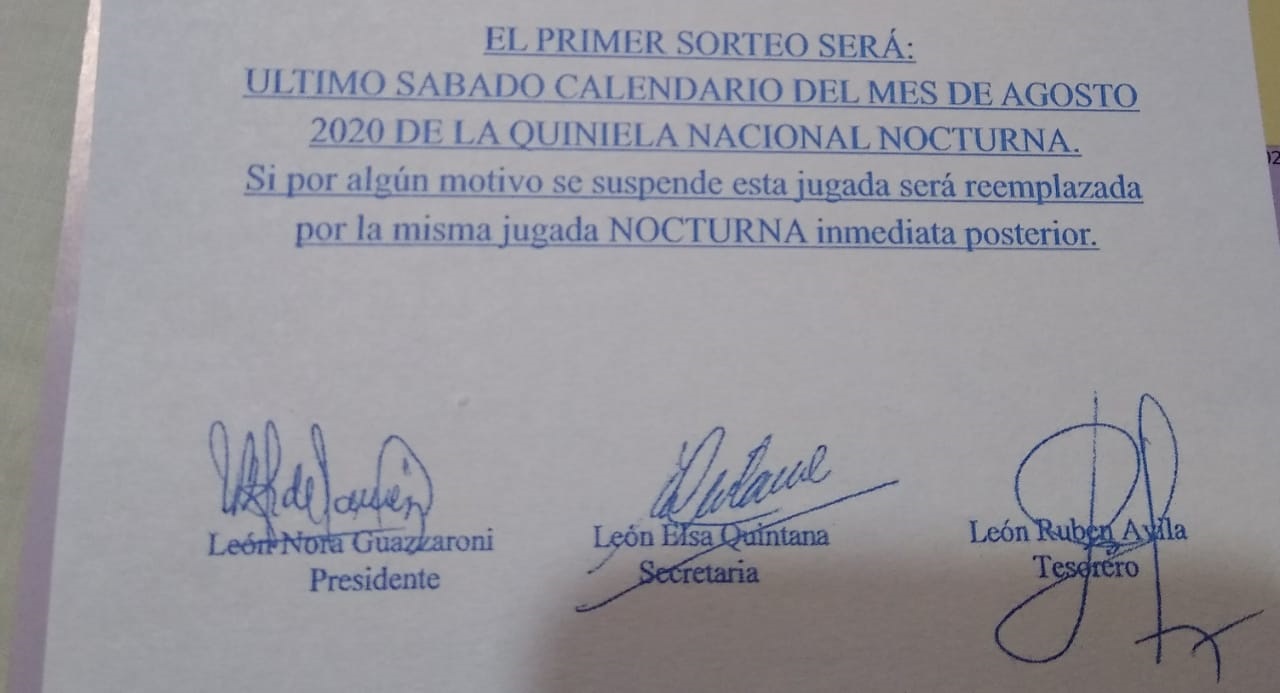 EL PRIMER SORTEO SERÁ:
ULTIMO SABADO CALENDARIO DEL MES DE AGOSTO
2020 DE LA QUINIELA NACIONAL NOCTURNA.
Si por algún motivo se suspende esta jugada será reemplazada
por la misma jugada NOCTURNA inmediata posterior.
León Nora Guazzaroni
Presidente
León Elsa Quintana
Secretaria
León Ruben Ayila
Tesorero